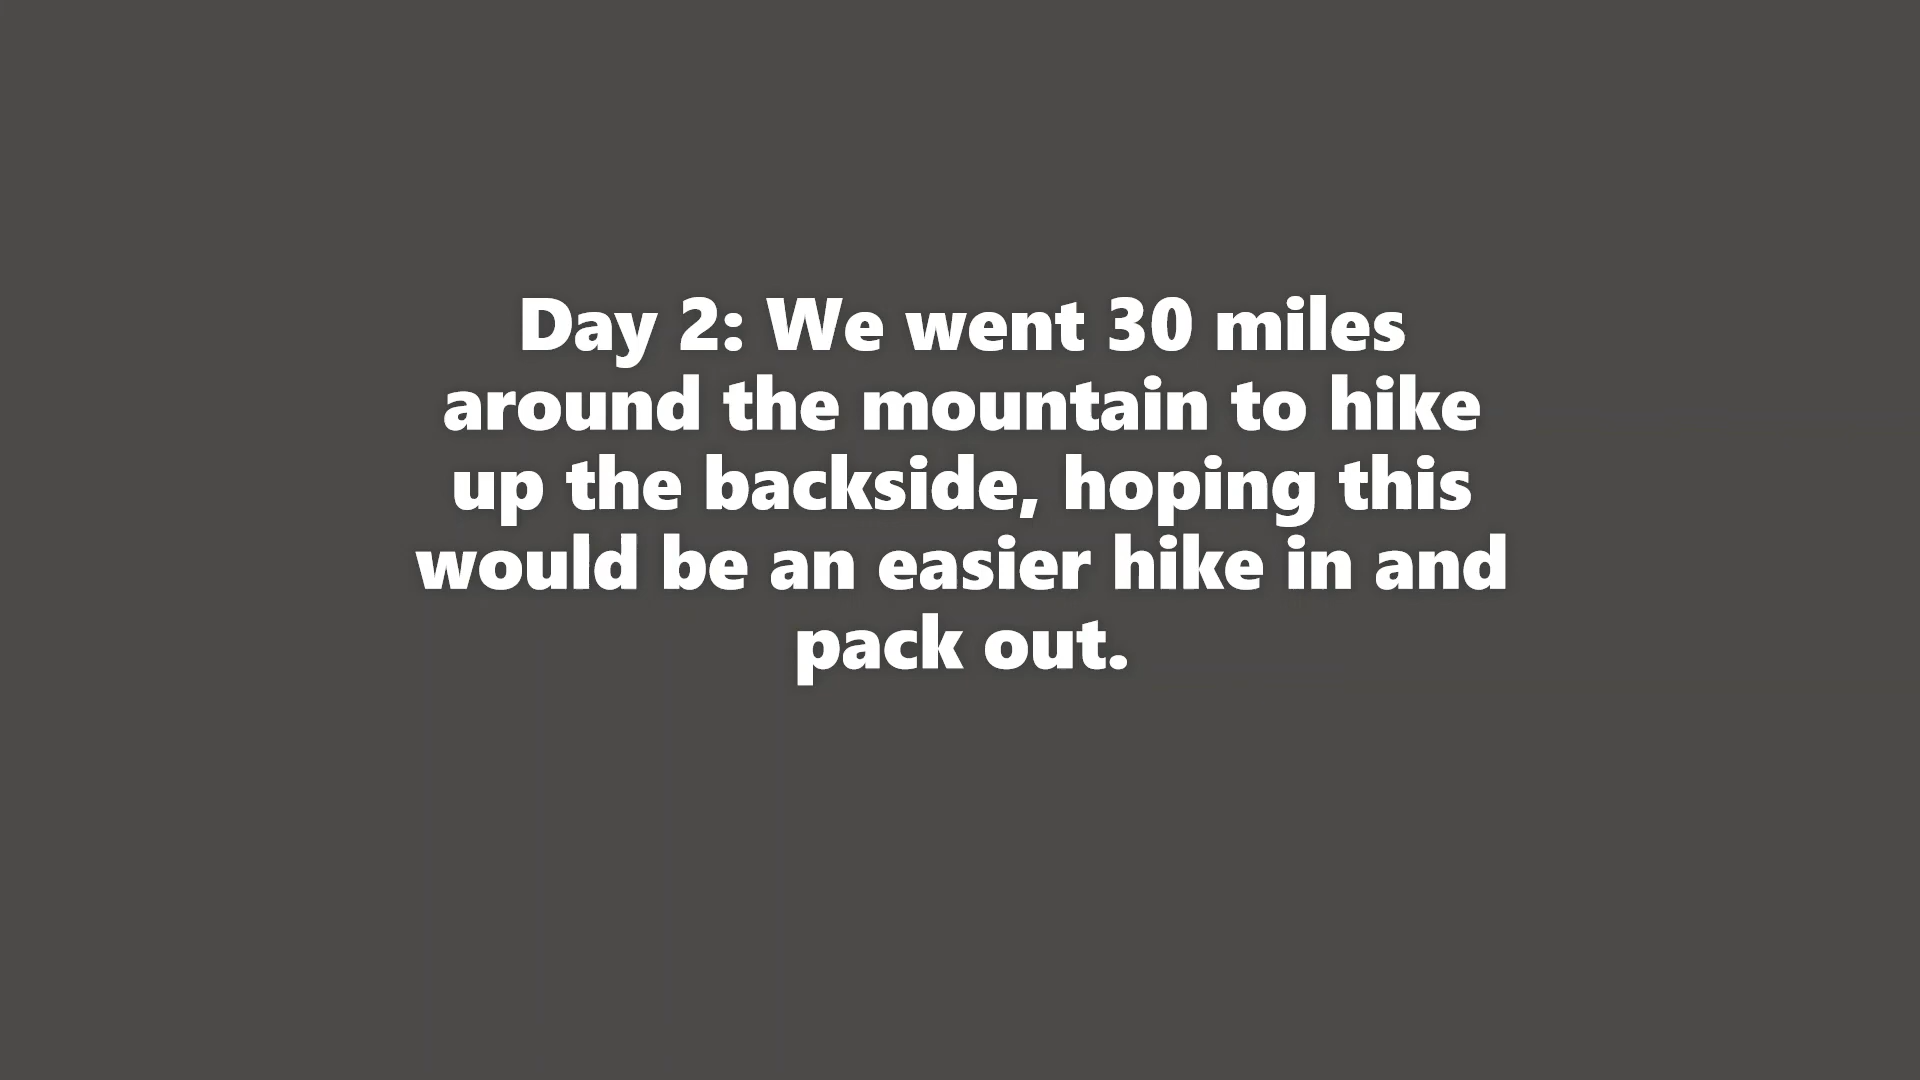 Day 2: We went 30 miles
around the mountain to hike
up the backside, hoping this
would be an easier hike in and
pack out.